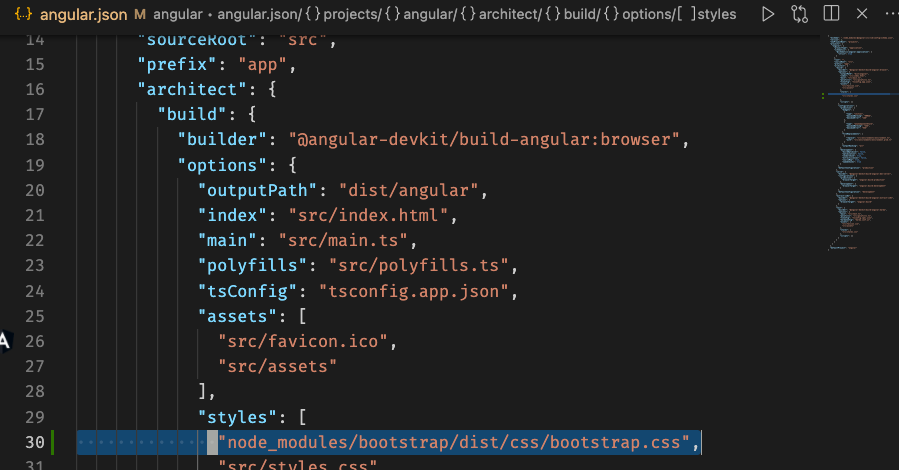 {..} angular.json M angular • angular.json/{}projects/{}angular/{}architect/{}build/{}options/[ ]styles
14 "sourceRoot": "src",
15 "prefix": "app",
16 "architect": {
17 "build": {
18 "builder": "@angular-devkit/build-angular:browser",
19 "options": {
20 "outputPath": "dist/angular",
21 "index": "src/index.html",
22 "main": "src/main.ts",
23 "polyfills": "src/polyfills.ts",
24 "tsConfig": "tsconfig.app.json",
25 "assets": [
26 "src/favicon.ico",
27 "src/assets"
28 ],
29 "styles": [
30 "node_modules/bootstrap/dist/css/bootstrap.css",
31 "src/styles.css"